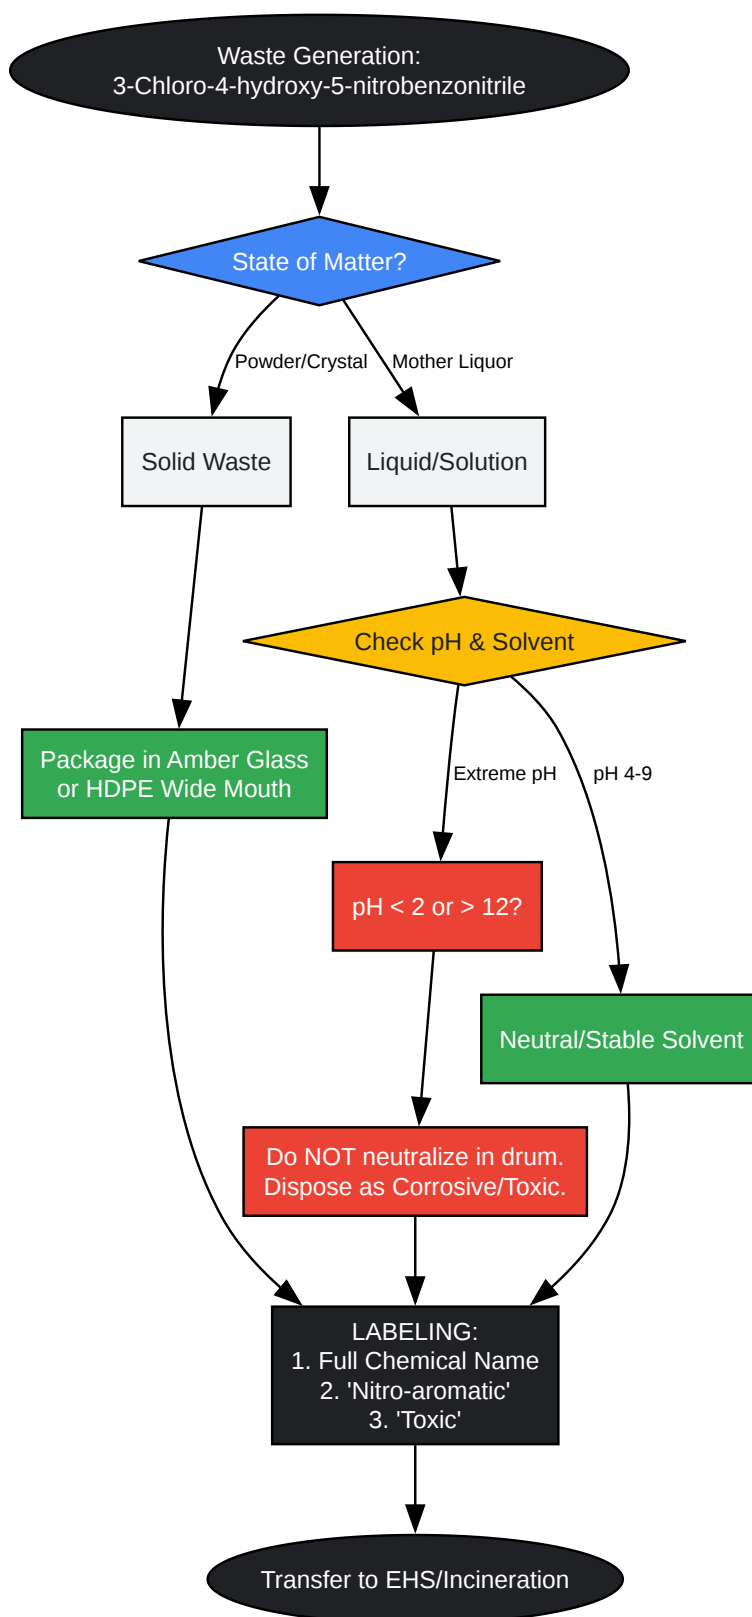 Waste Generation:
3-Chloro-4-hydroxy-5-nitrobenzonitrile
State of Matter?
Powder/Crystal
Mother Liquor
Solid Waste
Liquid/Solution
Check pH & Solvent
Package in Amber Glass
or HDPE Wide Mouth
Extreme pH
pH 4-9
pH < 2 or > 12?
Neutral/Stable Solvent
Do NOT neutralize in drum.
Dispose as Corrosive/Toxic.
LABELING:
1. Full Chemical Name
2. 'Nitro-aromatic'
3. 'Toxic'
Transfer to EHS/Incineration